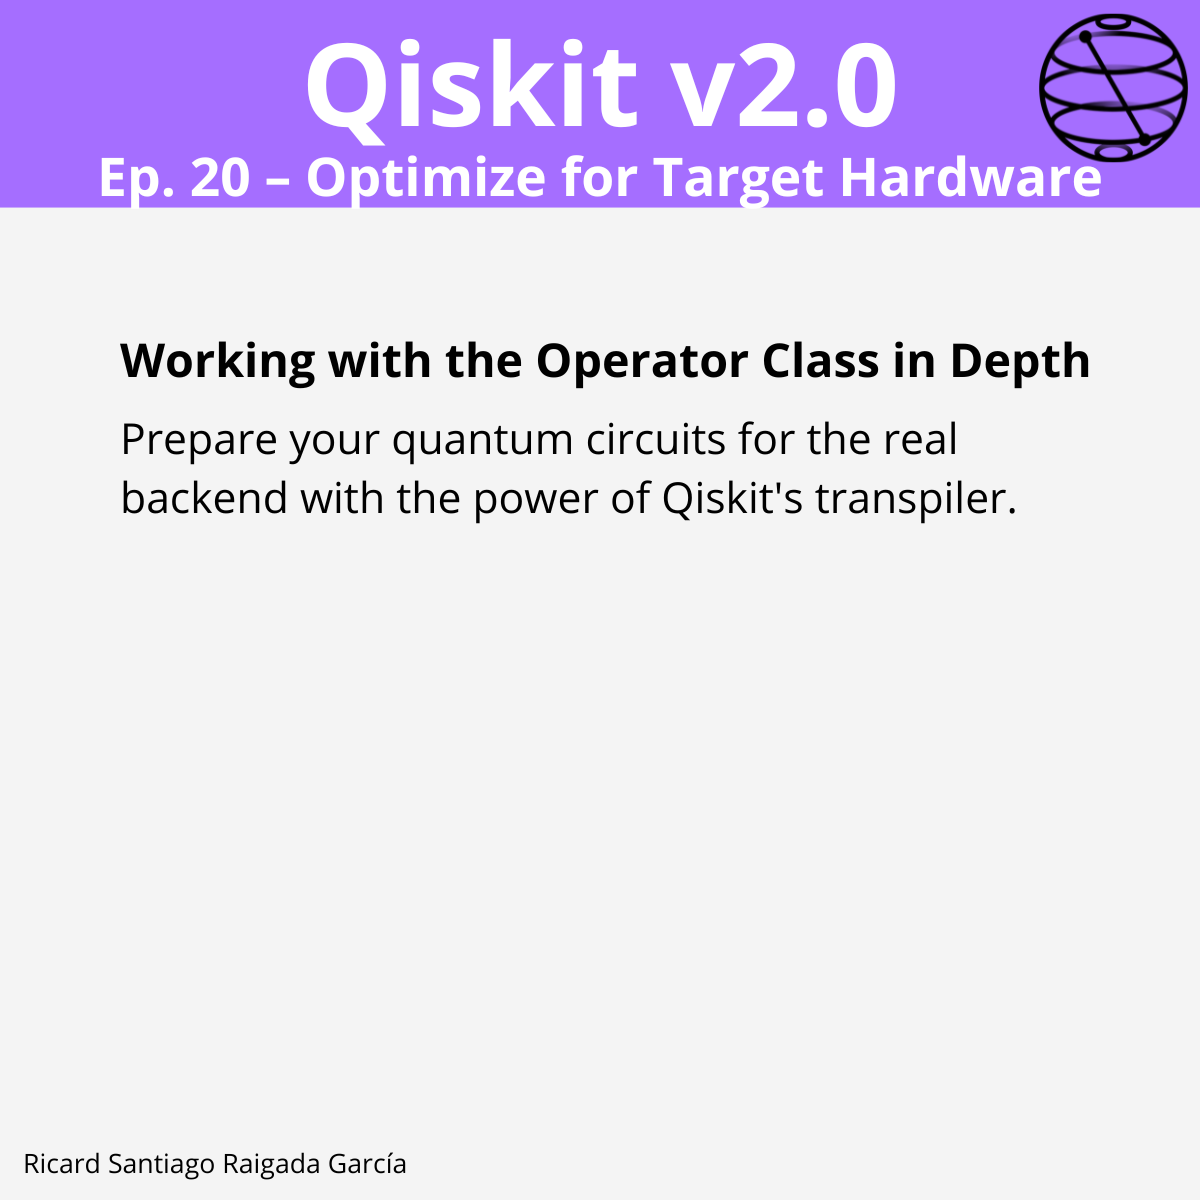 Qiskit v2.0
Ep. 20 – Optimize for Target Hardware
Working with the Operator Class in Depth
Prepare your quantum circuits for the real
backend with the power of Qiskit's transpiler.
Ricard Santiago Raigada García